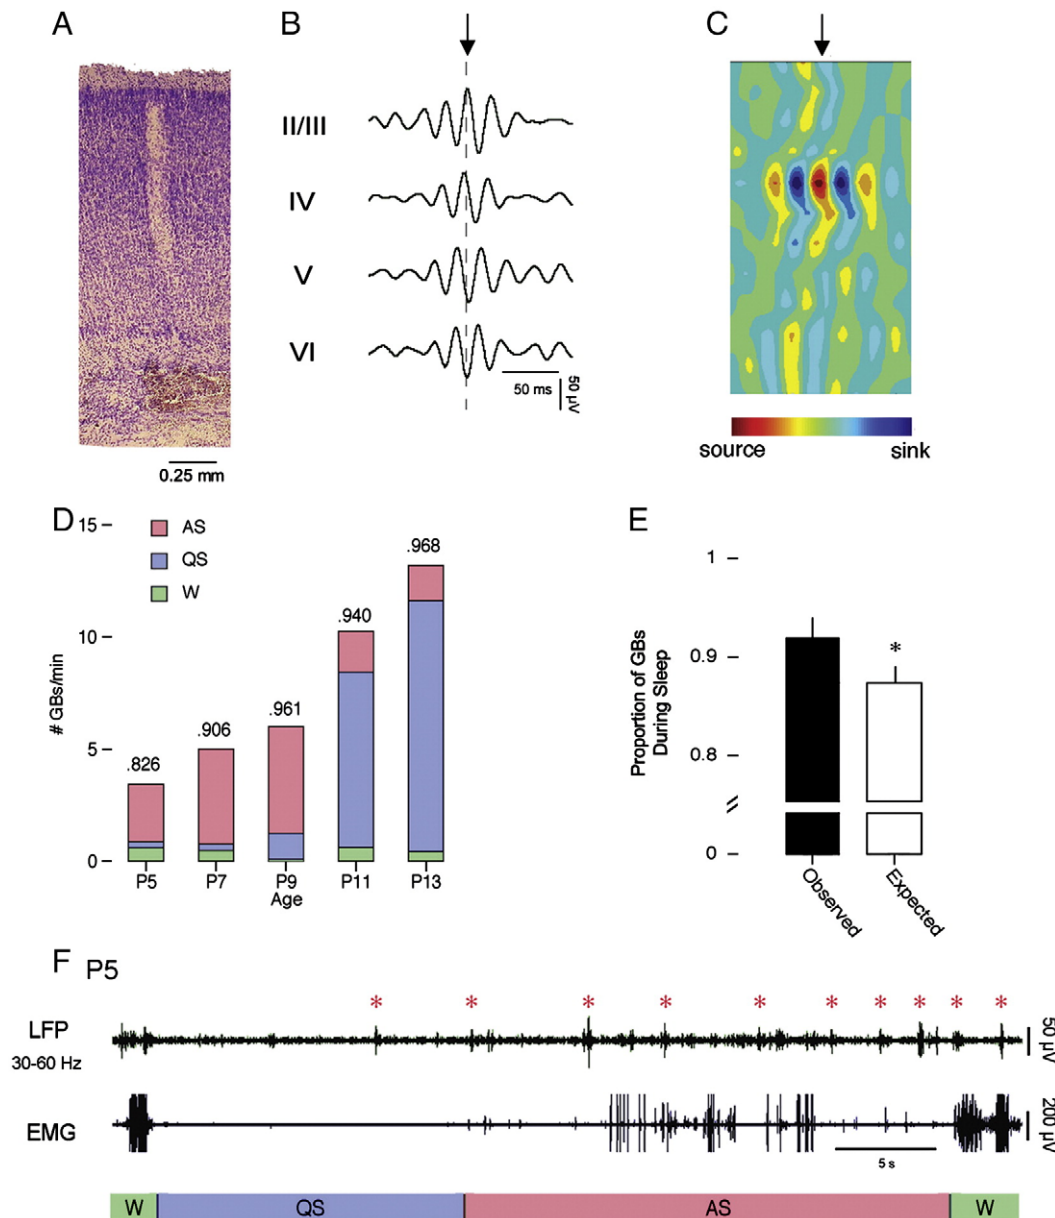 A
0.25 mm
B
II/III
IV
V
VI
50 ms
50 µV
C
source
sink
D
15
10
5
0
# GBs/min
AS
QS
W
.826
.906
.961
.940
.968
P5
P7
P9
P11
P13
Age
E
1
0.9
0.8
0
Proportion of GBs
During Sleep
*
Observed
Expected
F
P5
* * * * * * * * * *
LFP
30-60 Hz
50 µV
EMG
200 µV
5 s
W
QS
AS
W